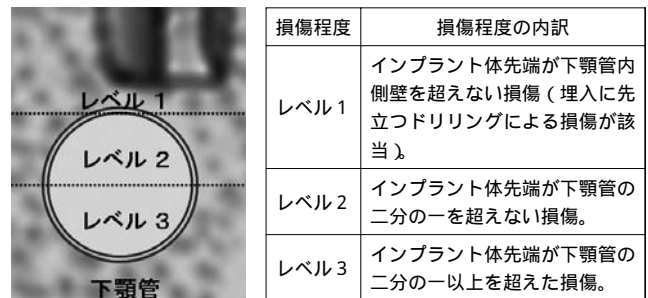 レベル 1
レベル 2
レベル 3
下顎管
損傷程度
損傷程度の内訳
レベル 1
インプラント体先端が下顎管内
側壁を超えない損傷（埋入に先
立つドリリングによる損傷が該
当）。
レベル 2
インプラント体先端が下顎管の
二分の一を超えない損傷。
レベル 3
インプラント体先端が下顎管の
二分の一以上を超えた損傷。